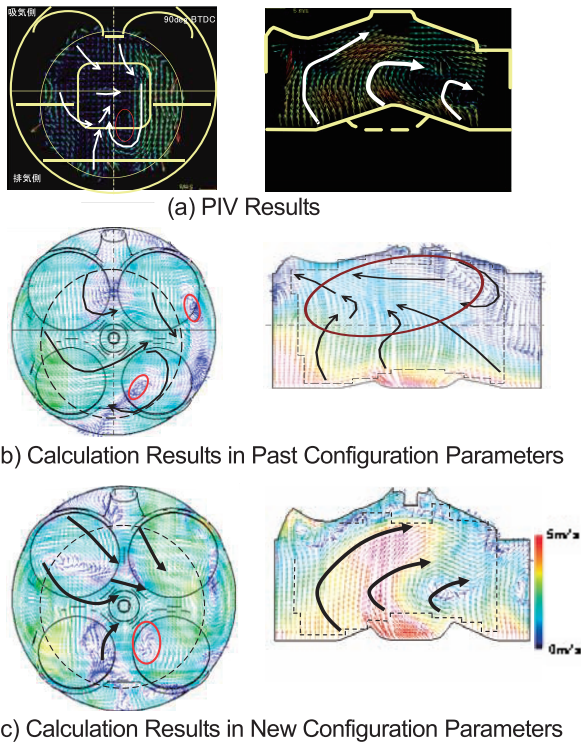 吸気側
90deg BTDC
5 m/s
排気側
(a) PIV Results
b) Calculation Results in Past Configuration Parameters
5m/s
0m/s
c) Calculation Results in New Configuration Parameters